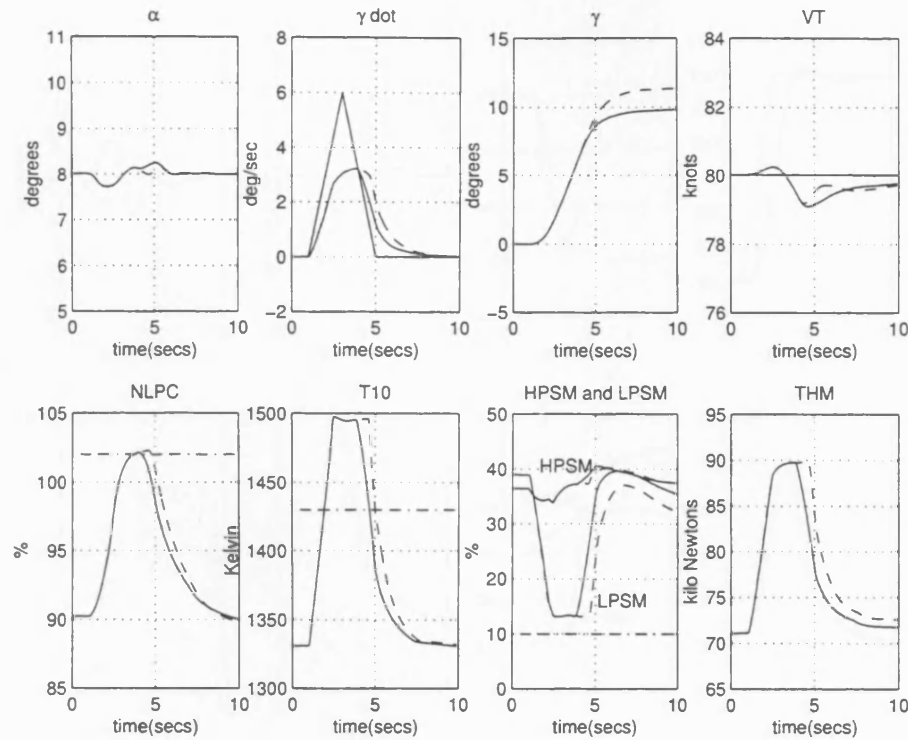 α
γ dot
γ
VT
11
10
9
8
7
6
5
degrees
0
5
10
time(secs)
8
6
4
2
0
−2
deg/sec
0
5
10
time(secs)
15
10
5
0
−5
degrees
0
5
10
time(secs)
84
82
80
78
76
knots
0
5
10
time(secs)
NLPC
T10
HPSM and LPSM
THM
105
100
95
90
85
%
0
5
10
time(secs)
1500
1400
1300
Kelvin
0
5
10
time(secs)
50
40
30
20
10
0
%
HPSM
LPSM
0
5
10
time(secs)
95
90
85
80
75
70
65
kilo Newtons
0
5
10
time(secs)